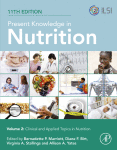 11TH EDITION
ILSI
Present Knowledge in
Nutrition
Volume 2: Clinical and Applied Topics in Nutrition
Edited by Bernadette P. Marriott, Diane F. Birt,
Virginia A. Stallings and Allison A. Yates